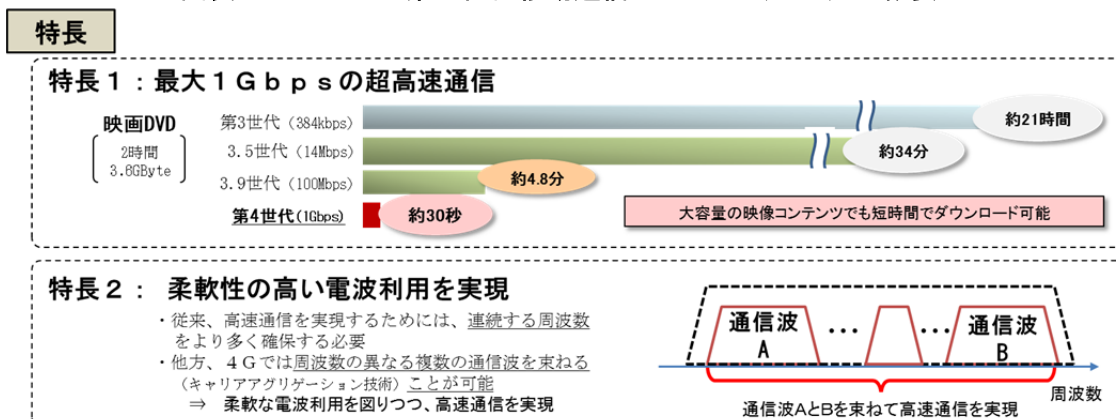 特長
特長１：最大１Ｇｂｐｓの超高速通信
映画DVD
2時間
3.6GByte
第3世代（384kbps）
約21時間
3.5世代（14Mbps）
約34分
3.9世代（100Mbps）
約4.8分
第4世代(1Gbps)
約30秒
大容量の映像コンテンツでも短時間でダウンロード可能
特長２： 柔軟性の高い電波利用を実現
・従来、高速通信を実現するためには、連続する周波数
をより多く確保する必要
・他方、４Ｇでは周波数の異なる複数の通信波を束ねる
（キャリアアグリゲーション技術）ことが可能
⇒ 柔軟な電波利用を図りつつ、高速通信を実現
通信波
A
…
…
通信波
B
周波数
通信波AとBを束ねて高速通信を実現